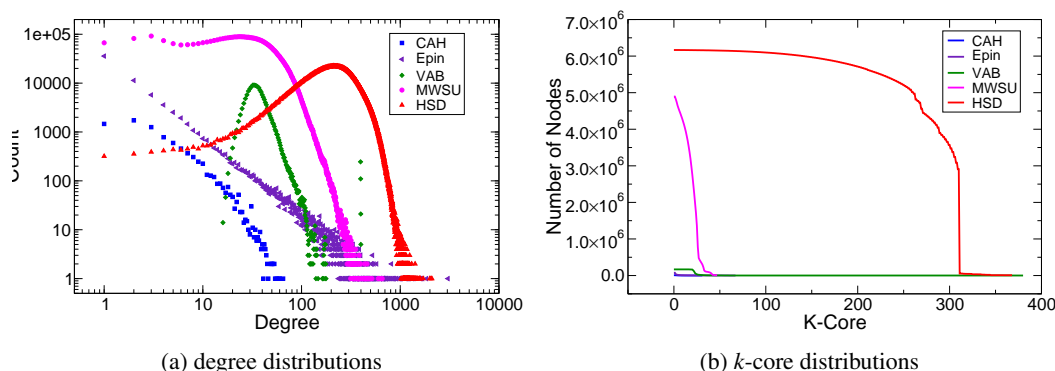 1e+05
10000
1000
100
10
1
1 10 100 1000 10000
Degree
CAH
Epin
VAB
MWSU
HSD
(a) degree distributions
Number of Nodes
7.0×10⁶
6.0×10⁶
5.0×10⁶
4.0×10⁶
3.0×10⁶
2.0×10⁶
1.0×10⁶
0.0
0 100 200 300 400
K-Core
CAH
Epin
VAB
MWSU
HSD
(b) k-core distributions